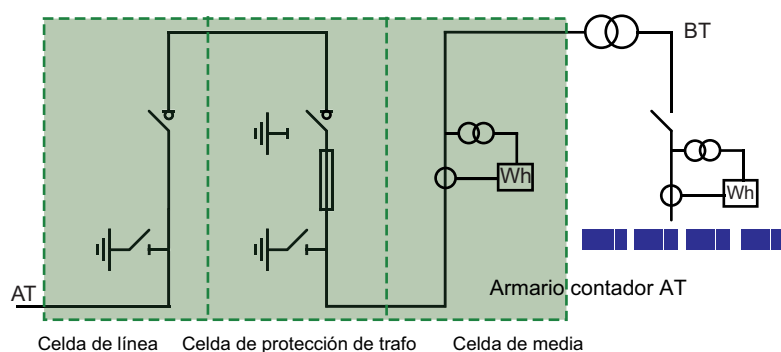 BT
Wh
Wh
Armario contador AT
AT
Celda de línea
Celda de protección de trafo
Celda de media